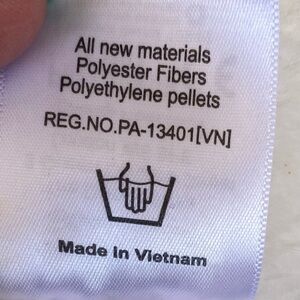 All new materials
Polyester Fibers
Polyethylene pellets
REG.NO.PA-13401[VN]
Made in Vietnam